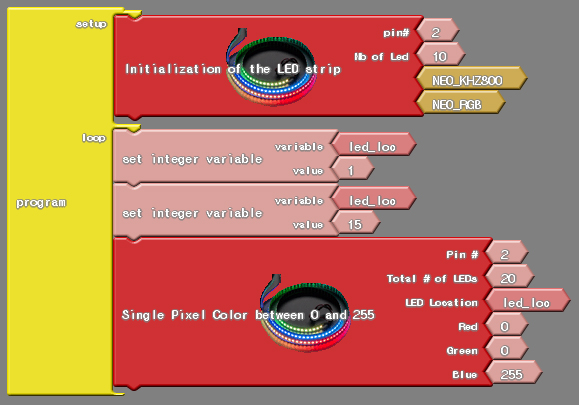 setup
pin# 2
Nb of Led 10
Initialization of the LED strip
NEO_KHZ800
NEO_RGB
loop
set integer variable
variable led_loc
value 1
set integer variable
variable led_loc
value 15
program
Pin # 2
Total # of LEDs 20
LED Location led_loc
Single Pixel Color between 0 and 255
Red 0
Green 0
Blue 255